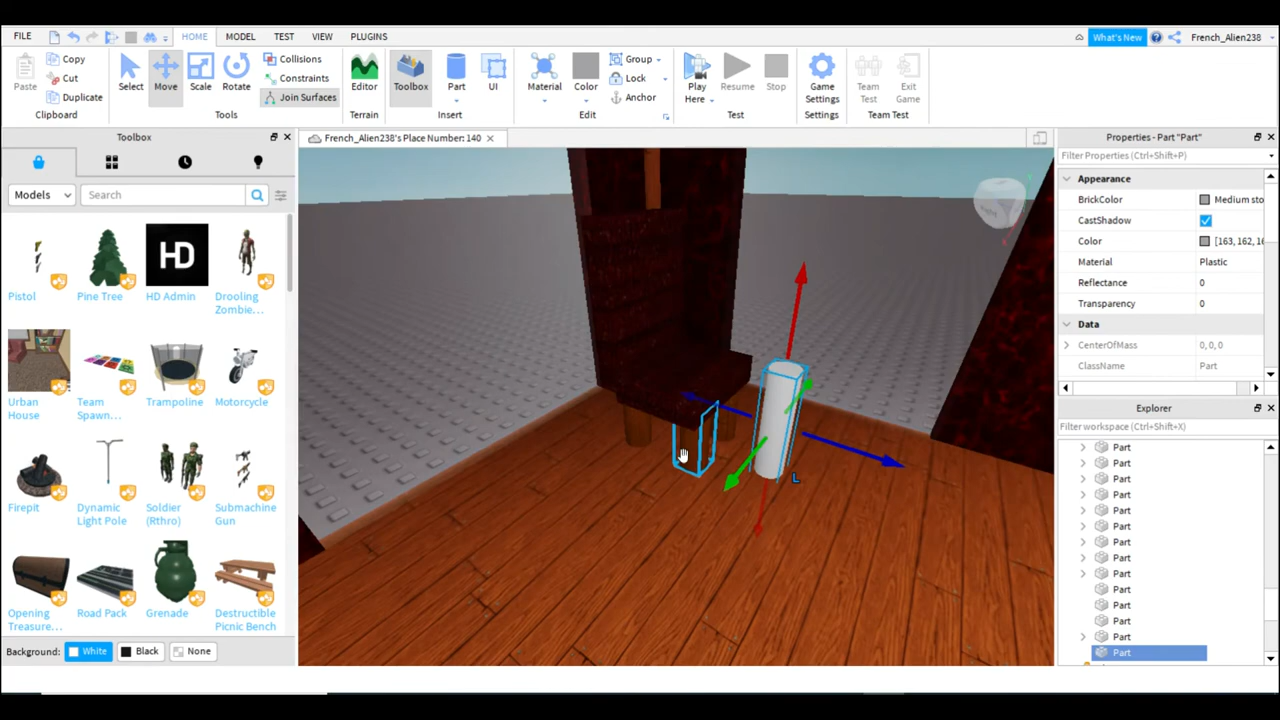 FILE HOME MODEL TEST VIEW PLUGINS What's New French_Alien238
Paste Copy Cut Duplicate
Select Move Scale Rotate
Collisions
Constraints
Join Surfaces
Editor Toolbox Part UI
Material Color
Group
Lock
Anchor
Play Here Resume Stop Game Settings Team Test Exit Game
Clipboard Tools Terrain Insert Edit Test Settings Team Test
Toolbox
French_Alien238's Place Number: 140
Properties - Part "Part"
Filter Properties (Ctrl+Shift+P)
Models Search
Appearance
BrickColor Medium sto
CastShadow
Color [163, 162, 16
Material Plastic
Reflectance 0
Transparency 0
Data
CenterOfMass 0, 0, 0
ClassName Part
HD
Pistol Pine Tree HD Admin Drooling Zombie...
Urban House Team Spawn... Trampoline Motorcycle
Firepit Dynamic Light Pole Soldier (Rthro) Submachine Gun
Opening Treasure... Road Pack Grenade Destructible Picnic Bench
Background: White Black None
L
Explorer
Filter workspace (Ctrl+Shift+X)
Part
Part
Part
Part
Part
Part
Part
Part
Part
Part
Part
Part
Part
Part